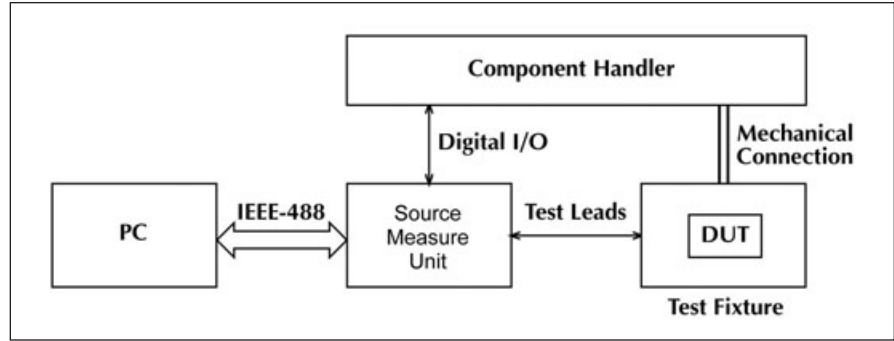 Component Handler
Digital I/O
Mechanical
Connection
PC
IEEE-488
Source
Measure
Unit
Test Leads
DUT
Test Fixture